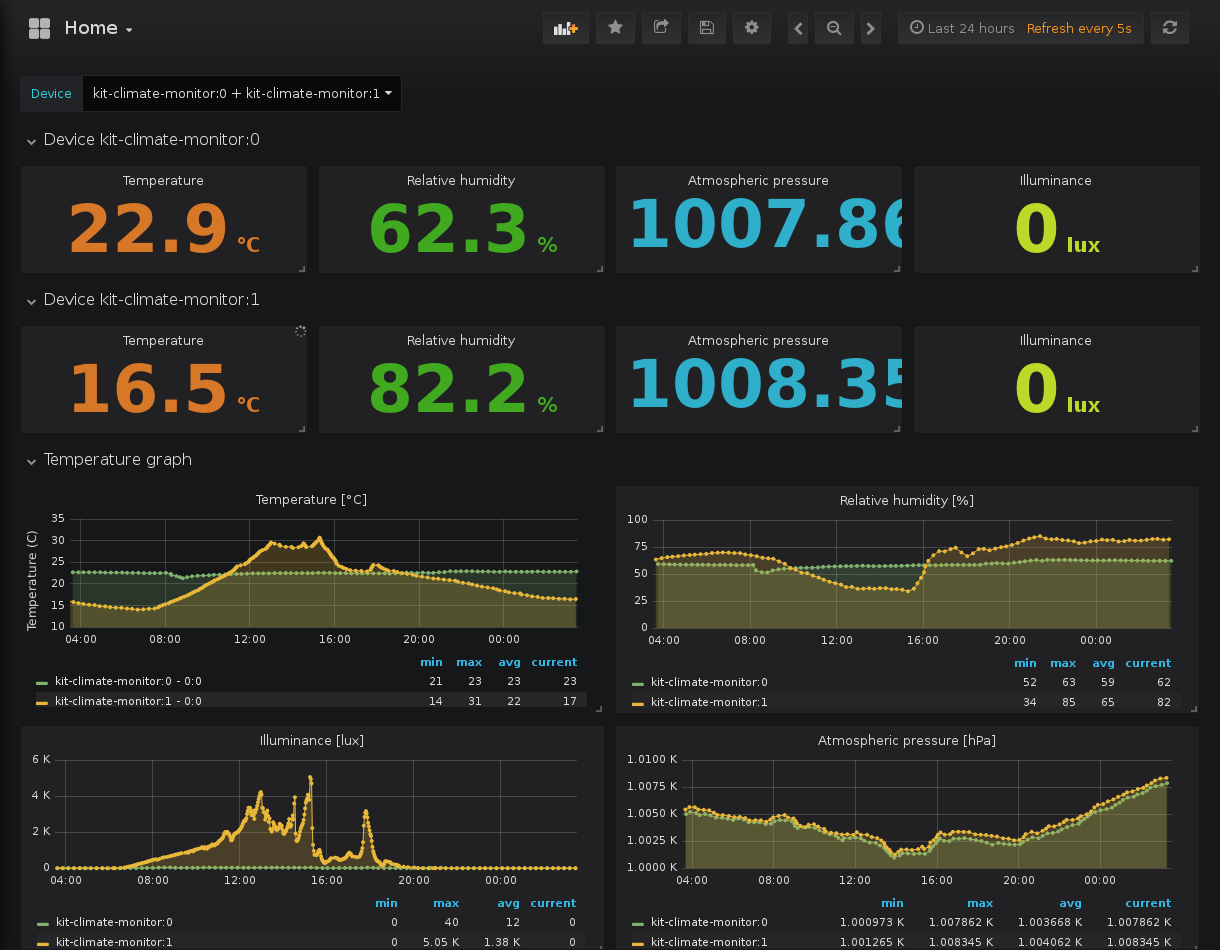 Home
Last 24 hours Refresh every 5s
Device kit-climate-monitor:0 + kit-climate-monitor:1
Device kit-climate-monitor:0
Temperature Relative humidity Atmospheric pressure Illuminance
22.9 °C 62.3 % 1007.86 0 lux
Device kit-climate-monitor:1
Temperature Relative humidity Atmospheric pressure Illuminance
16.5 °C 82.2 % 1008.35 0 lux
Temperature graph
Temperature [°C]
Temperature (C)
35
30
25
20
15
10
04:00 08:00 12:00 16:00 20:00 00:00
min max avg current
kit-climate-monitor:0 - 0:0 21 23 23 23
kit-climate-monitor:1 - 0:0 14 31 22 17
Relative humidity [%]
100
75
50
25
0
04:00 08:00 12:00 16:00 20:00 00:00
min max avg current
kit-climate-monitor:0 52 63 59 62
kit-climate-monitor:1 34 85 65 82
Illuminance [lux]
6 K
4 K
2 K
0
04:00 08:00 12:00 16:00 20:00 00:00
min max avg current
kit-climate-monitor:0 0 40 12 0
kit-climate-monitor:1 0 5.05 K 1.38 K 0
Atmospheric pressure [hPa]
1.0100 K
1.0075 K
1.0050 K
1.0025 K
1.0000 K
04:00 08:00 12:00 16:00 20:00 00:00
min max avg current
kit-climate-monitor:0 1.000973 K 1.007862 K 1.003668 K 1.007862 K
kit-climate-monitor:1 1.001265 K 1.008345 K 1.004062 K 1.008345 K